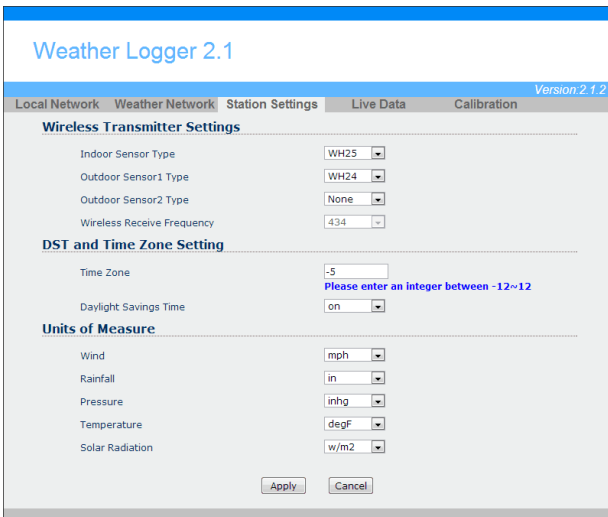 Weather Logger 2.1
Version:2.1.2
Local Network Weather Network Station Settings Live Data Calibration
Wireless Transmitter Settings
Indoor Sensor Type WH25
Outdoor Sensor1 Type WH24
Outdoor Sensor2 Type None
Wireless Receive Frequency 434
DST and Time Zone Setting
Time Zone -5
Please enter an integer between -12~12
Daylight Savings Time on
Units of Measure
Wind mph
Rainfall in
Pressure inhg
Temperature degF
Solar Radiation w/m2
Apply Cancel